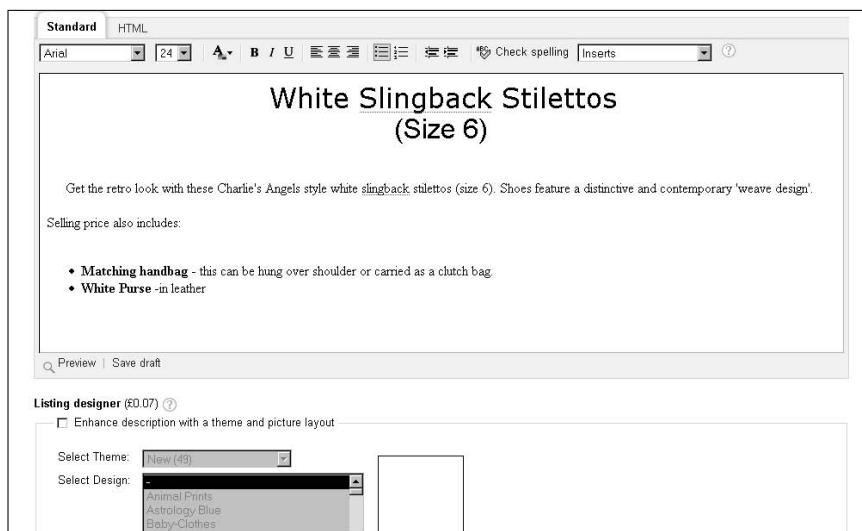 Standard HTML
Arial 24 A B I U Check spelling Inserts ?
White Slingback Stilettos
(Size 6)
Get the retro look with these Charlie's Angels style white slingback stilettos (size 6). Shoes feature a distinctive and contemporary 'weave design'.
Selling price also includes:
Matching handbag - this can be hung over shoulder or carried as a clutch bag.
White Purse -in leather
Preview | Save draft
Listing designer (£0.07) ?
Enhance description with a theme and picture layout
Select Theme: New (49)
Select Design: -
Animal Prints
Astrology Blue
Baby-Clothes